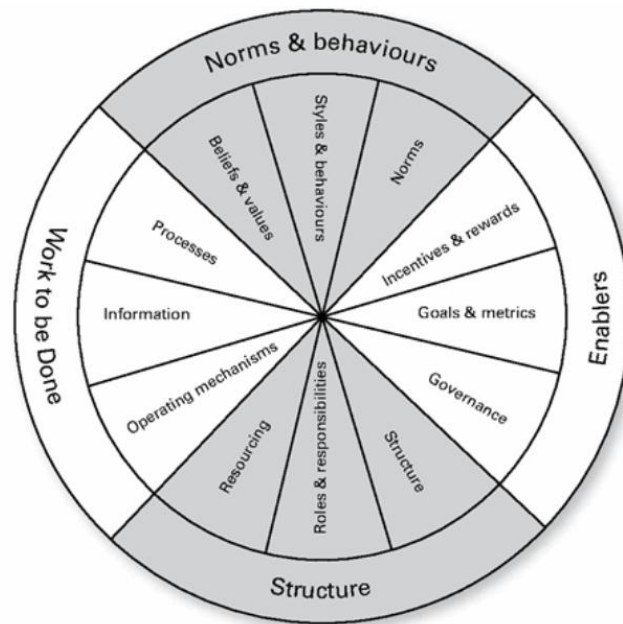 Norms & behaviours
Beliefs & values
Styles & behaviours
Norms
Enablers
Incentives & rewards
Goals & metrics
Governance
Structure
Structure
Roles & responsibilities
Resourcing
Work to be Done
Operating mechanisms
Information
Processes